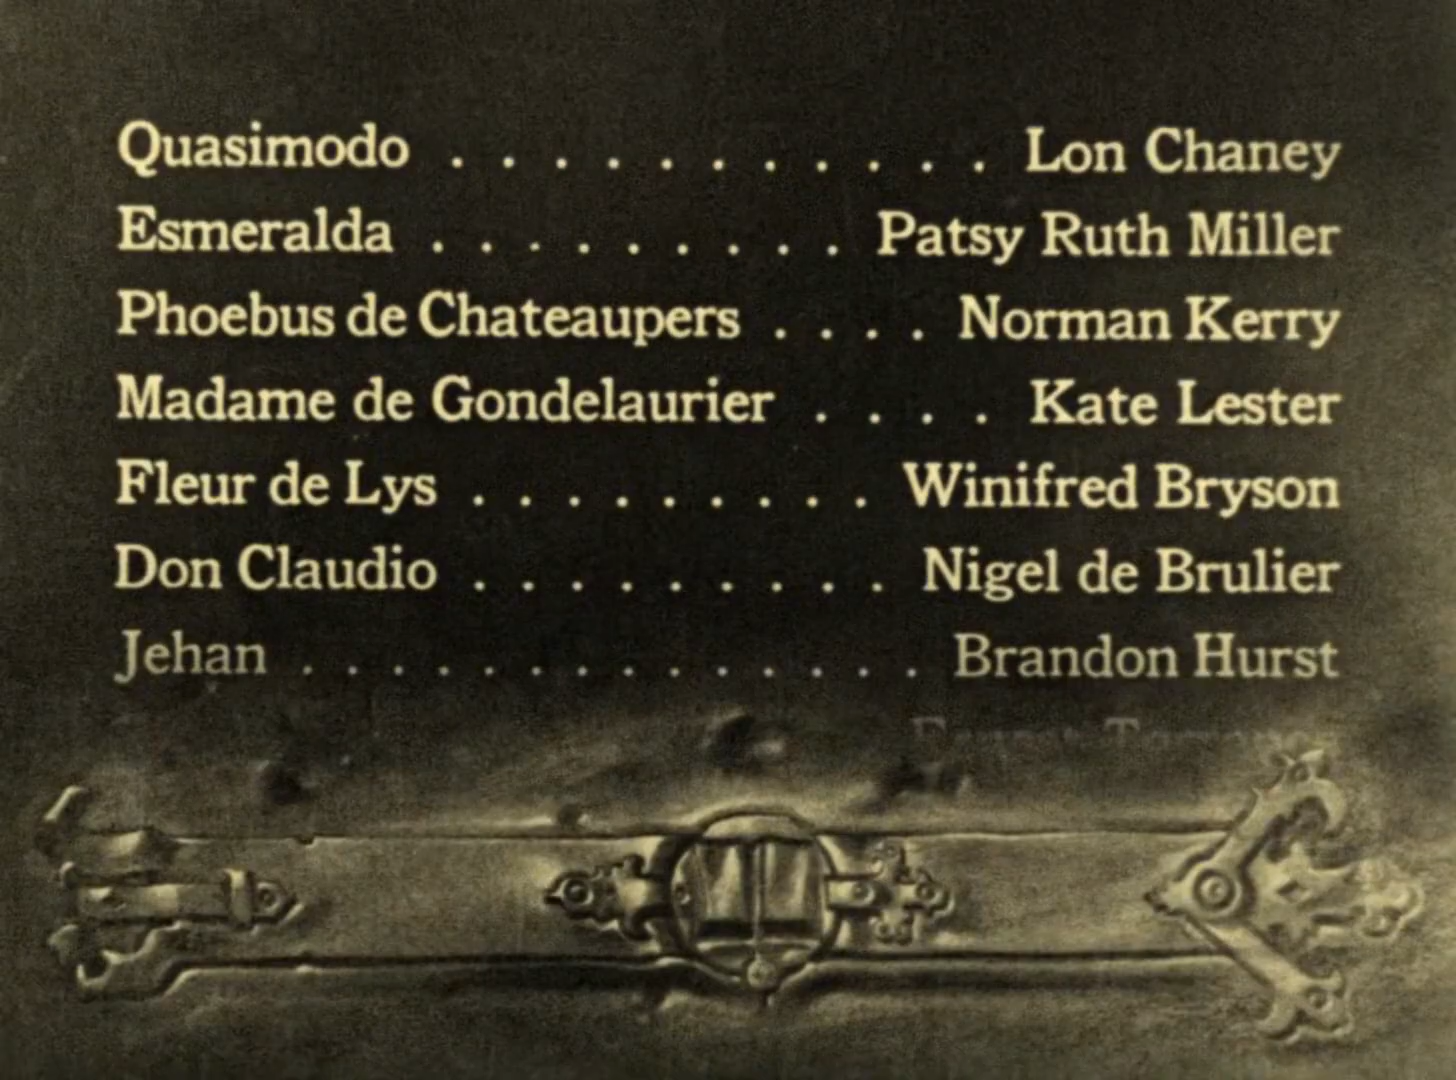 Quasimodo . . . . . . . . . . . Lon Chaney
Esmeralda . . . . . . . . . Patsy Ruth Miller
Phoebus de Chateaupers . . . . Norman Kerry
Madame de Gondelaurier . . . . Kate Lester
Fleur de Lys . . . . . . . . . Winifred Bryson
Don Claudio . . . . . . . . . Nigel de Brulier
Jehan . . . . . . . . . . . . . . Brandon Hurst